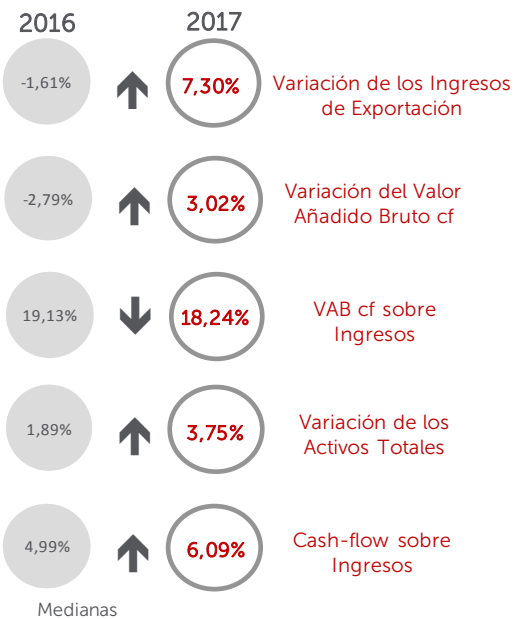 2016 2017
-1,61% 7,30% Variación de los Ingresos
de Exportación
-2,79% 3,02% Variación del Valor
Añadido Bruto cf
19,13% 18,24% VAB cf sobre
Ingresos
1,89% 3,75% Variación de los
Activos Totales
4,99% 6,09% Cash-flow sobre
Ingresos
Medianas